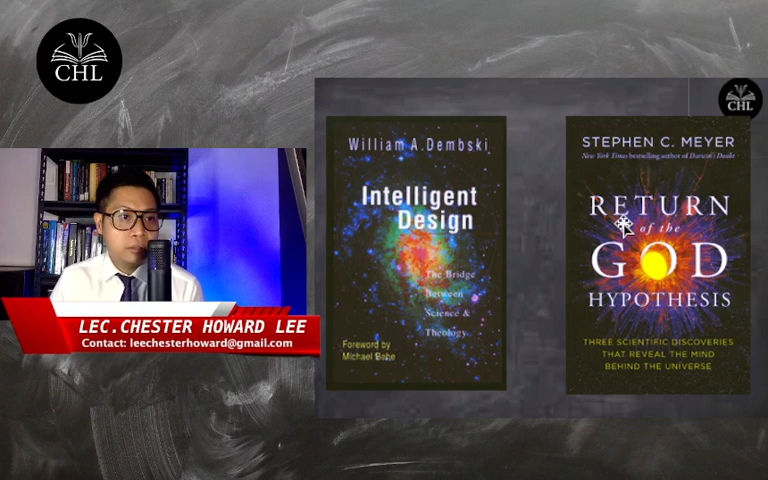 CHL
LEC.CHESTER HOWARD LEE
Contact: leechesterhoward@gmail.com
William A. Dembski
Intelligent
Design
The Bridge
Between
Science &
Theology
Foreword by
Michael Behe
CHL
STEPHEN C. MEYER
New York Times bestselling author of Darwin's Doubt
RETURN
of the
GOD
HYPOTHESIS
THREE SCIENTIFIC DISCOVERIES
THAT REVEAL THE MIND
BEHIND THE UNIVERSE